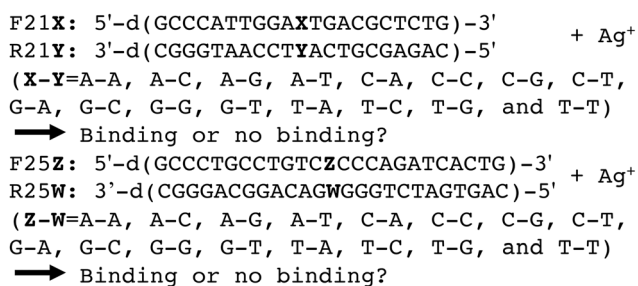 F21X: 5'-d(GCCCATTGGAXTGACGCTCTG)-3'
R21Y: 3'-d(CGGGTAACCTYACTGCGAGAC)-5'
+ Ag⁺
(X-Y=A-A, A-C, A-G, A-T, C-A, C-C, C-G, C-T,
G-A, G-C, G-G, G-T, T-A, T-C, T-G, and T-T)
Binding or no binding?
F25Z: 5'-d(GCCCTGCCTGTCZCCCAGATCACTG)-3'
R25W: 3’-d(CGGGACGGACAGWGGGTCTAGTGAC)-5'
+ Ag⁺
(Z-W=A-A, A-C, A-G, A-T, C-A, C-C, C-G, C-T,
G-A, G-C, G-G, G-T, T-A, T-C, T-G, and T-T)
Binding or no binding?